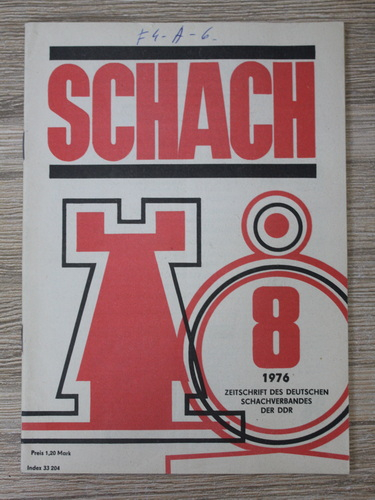 F4-A-6.
SCHACH
8
1976
ZEITSCHRIFT DES DEUTSCHEN
SCHACHVERBANDES
DER DDR
Preis 1,20 Mark
Index 33 204